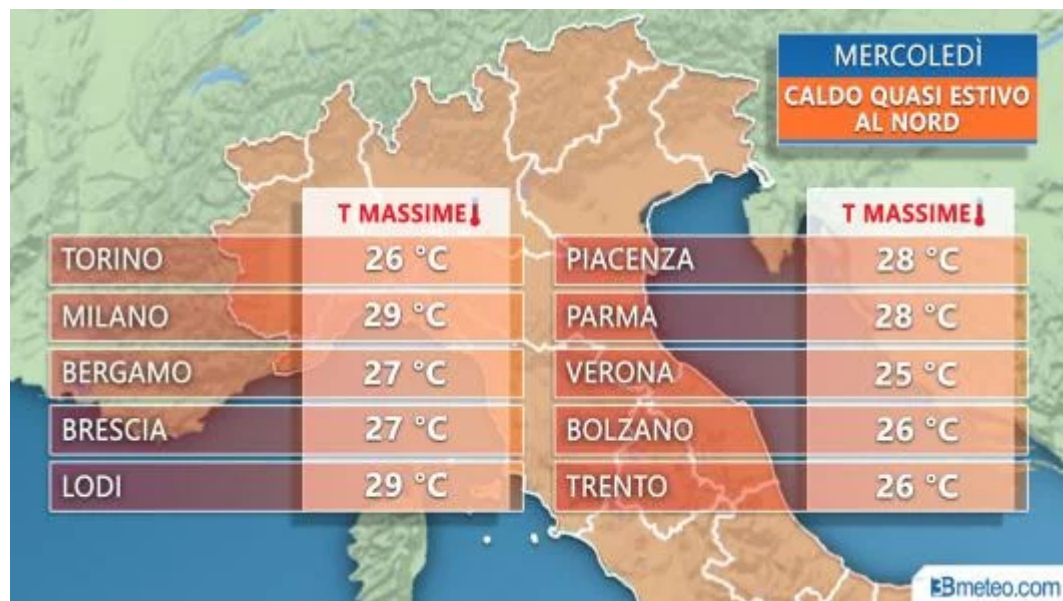 MERCOLEDÌ
CALDO QUASI ESTIVO
AL NORD
T MASSIME
TORINO 26 °C
MILANO 29 °C
BERGAMO 27 °C
BRESCIA 27 °C
LODI 29 °C
T MASSIME
PIACENZA 28 °C
PARMA 28 °C
VERONA 25 °C
BOLZANO 26 °C
TRENTO 26 °C
3Bmeteo.com